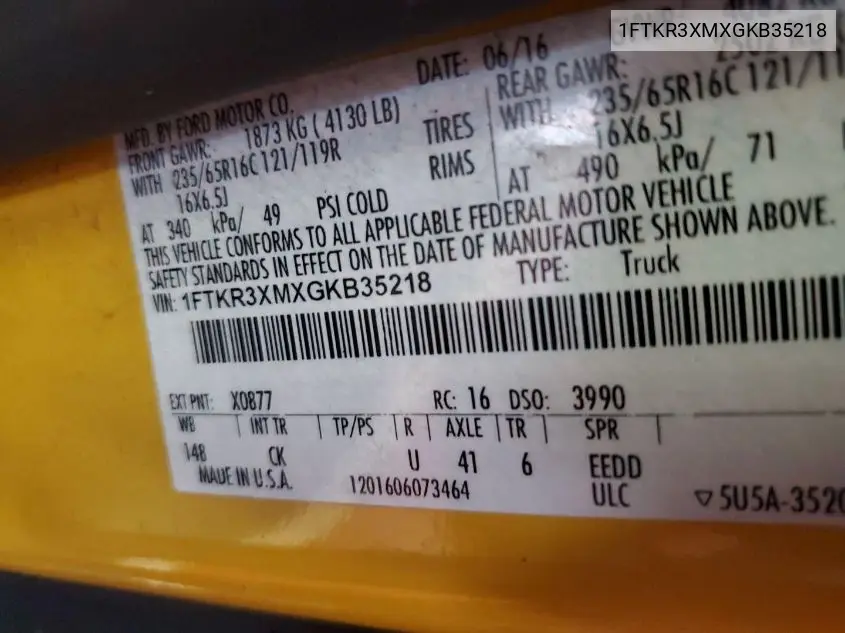 1FTKR3XMXGKB35218
DATE: 06/16
MFD. BY FORD MOTOR CO.
FRONT GAWR: 1873 KG ( 4130 LB)
REAR GAWR:
WITH 235/65R16C 121/119R TIRES WITH 235/65R16C 121/119
16X6.5J RIMS 16X6.5J
AT 340 kPa/ 49 PSI COLD AT 490 kPa/ 71
THIS VEHICLE CONFORMS TO ALL APPLICABLE FEDERAL MOTOR VEHICLE
SAFETY STANDARDS IN EFFECT ON THE DATE OF MANUFACTURE SHOWN ABOVE.
VIN: 1FTKR3XMXGKB35218 TYPE: Truck
EXT PNT: X0877 RC: 16 DSO: 3990
WB | INT TR | TP/PS | R | AXLE | TR | SPR |
148 CK U 41 6 EEDD
MADE IN U.S.A. 1201606073464 ULC ▽5U5A-3520